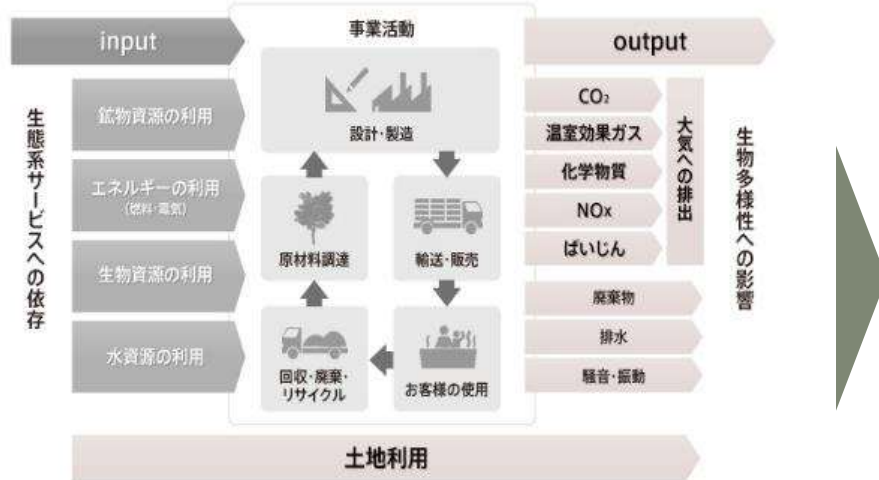 input
事業活動
output
生態系サービスへの依存
鉱物資源の利用
エネルギーの利用
(燃料・電気)
生物資源の利用
水資源の利用
設計・製造
原材料調達
輸送・販売
回収・廃棄・
リサイクル
お客様の使用
CO₂
温室効果ガス
化学物質
NOx
ばいじん
大気への排出
廃棄物
排水
騒音・振動
生物多様性への影響
土地利用